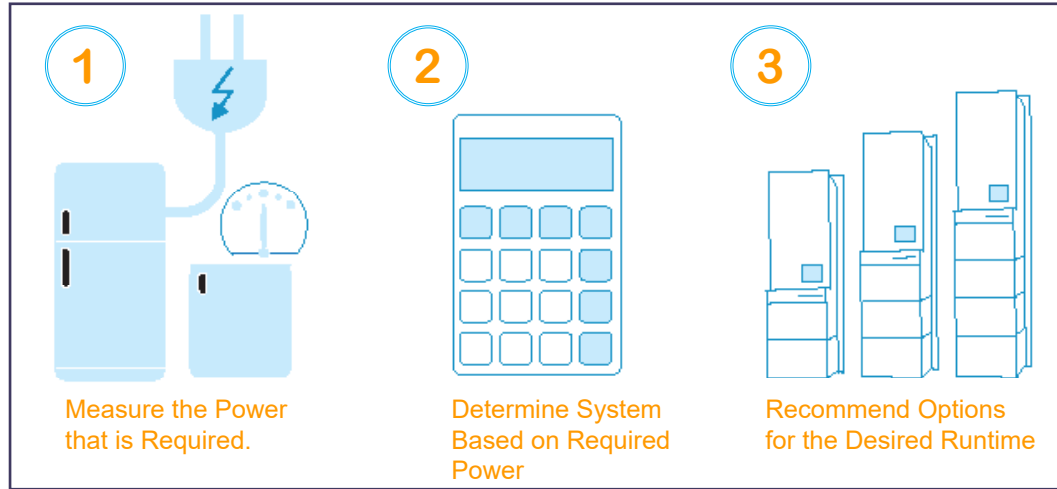 1
Measure the Power
that is Required.
2
Determine System
Based on Required
Power
3
Recommend Options
for the Desired Runtime